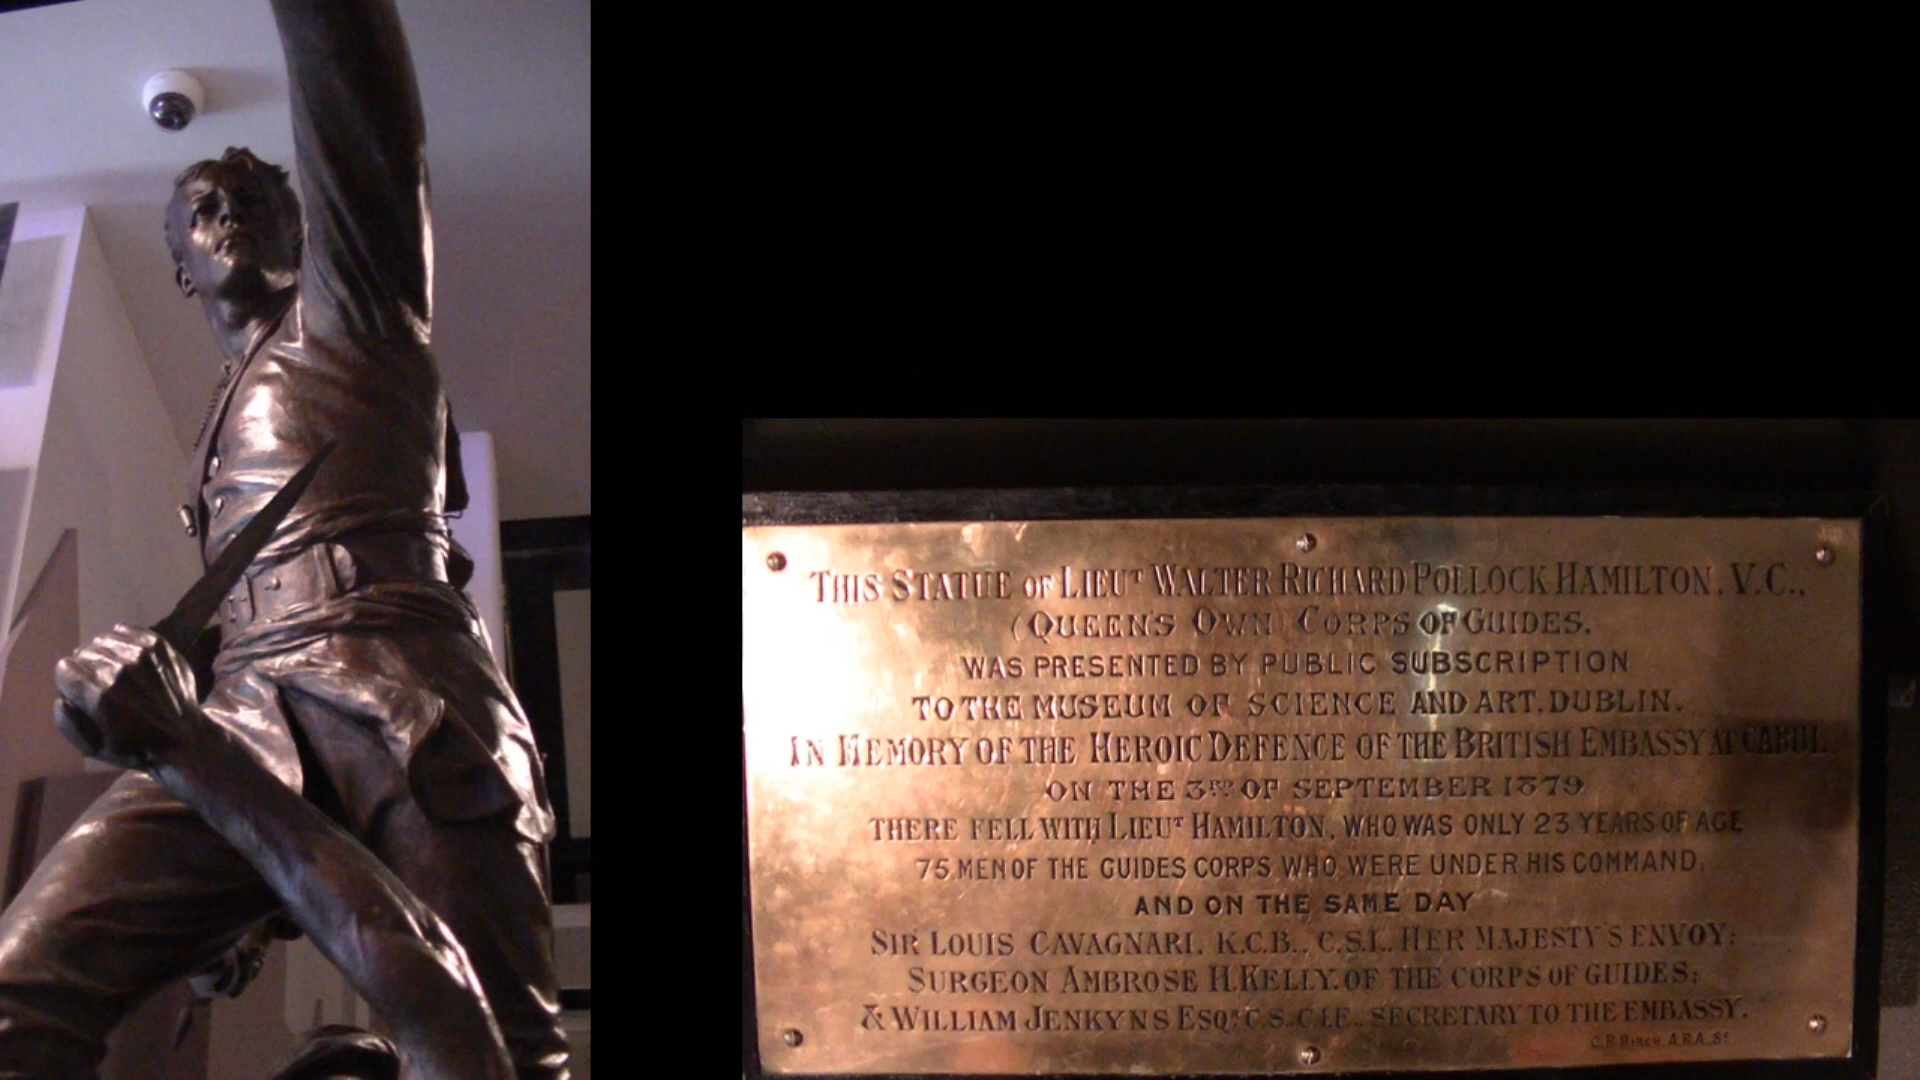 THIS STATUE OF LIEUT WALTER RICHARD POLLOCK HAMILTON. V.C.,
(QUEEN'S OWN) CORPS OF GUIDES.
WAS PRESENTED BY PUBLIC SUBSCRIPTION
TO THE MUSEUM OF SCIENCE AND ART, DUBLIN.
IN MEMORY OF THE HEROIC DEFENCE OF THE BRITISH EMBASSY AT CABUL
ON THE 3RD OF SEPTEMBER 1879
THERE FELL WITH LIEUT HAMILTON, WHO WAS ONLY 23 YEARS OF AGE
75 MEN OF THE GUIDES CORPS WHO WERE UNDER HIS COMMAND,
AND ON THE SAME DAY
SIR LOUIS CAVAGNARI, K.C.B., C.S.I., HER MAJESTY'S ENVOY;
SURGEON AMBROSE H. KELLY. OF THE CORPS OF GUIDES;
& WILLIAM JENKYNS ESQR C.S. C.I.E., SECRETARY TO THE EMBASSY.
C.B. BIRCH. A.R.A. Sc